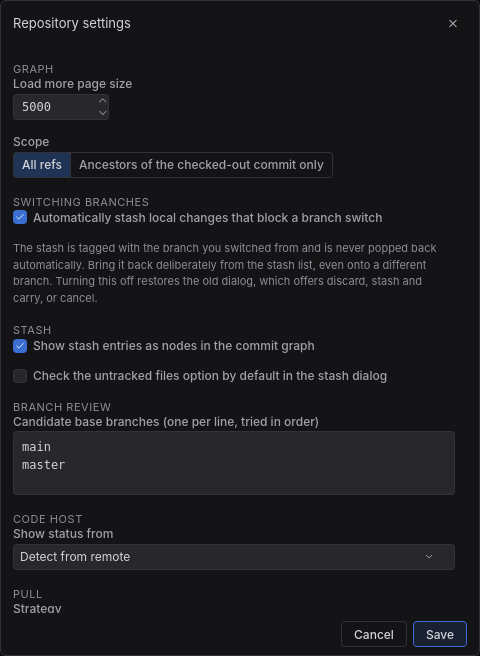 Repository settings
GRAPH
Load more page size
5000
Scope
All refs
Ancestors of the checked-out commit only
SWITCHING BRANCHES
Automatically stash local changes that block a branch switch
The stash is tagged with the branch you switched from and is never popped back
automatically. Bring it back deliberately from the stash list, even onto a different
branch. Turning this off restores the old dialog, which offers discard, stash and
carry, or cancel.
STASH
Show stash entries as nodes in the commit graph
Check the untracked files option by default in the stash dialog
BRANCH REVIEW
Candidate base branches (one per line, tried in order)
main
master
CODE HOST
Show status from
Detect from remote
PULL
Strategy
Cancel
Save